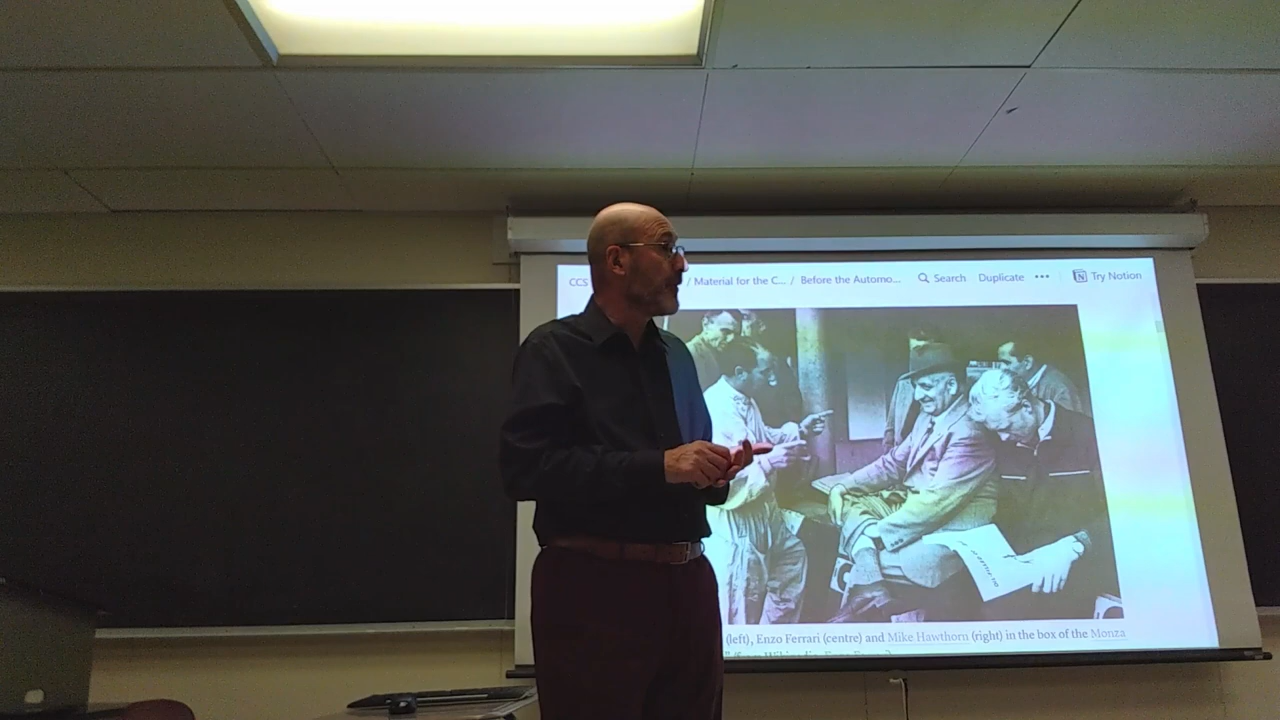 CCS / Material for the C... / Before the Automo... Search Duplicate ••• Try Notion
(left), Enzo Ferrari (centre) and Mike Hawthorn (right) in the box of the Monza